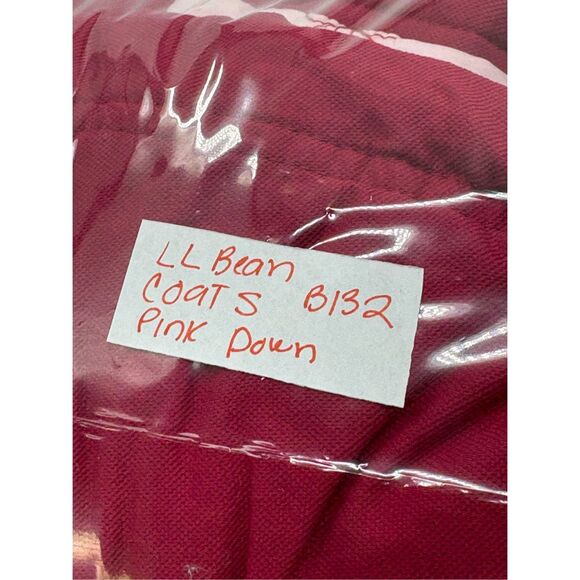 LL Bean
Coats B132
Pink Down